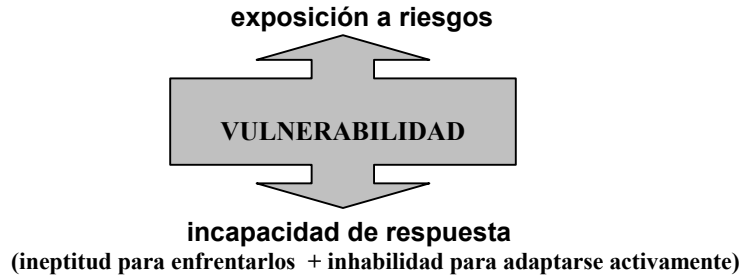 exposición a riesgos
VULNERABILIDAD
incapacidad de respuesta
(ineptitud para enfrentarlos + inhabilidad para adaptarse activamente)